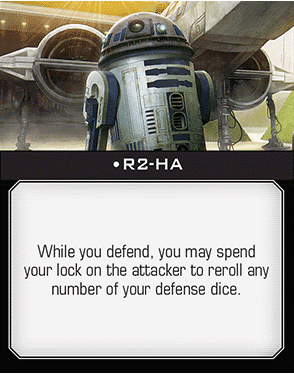 •R2-HA
While you defend, you may spend
your lock on the attacker to reroll any
number of your defense dice.